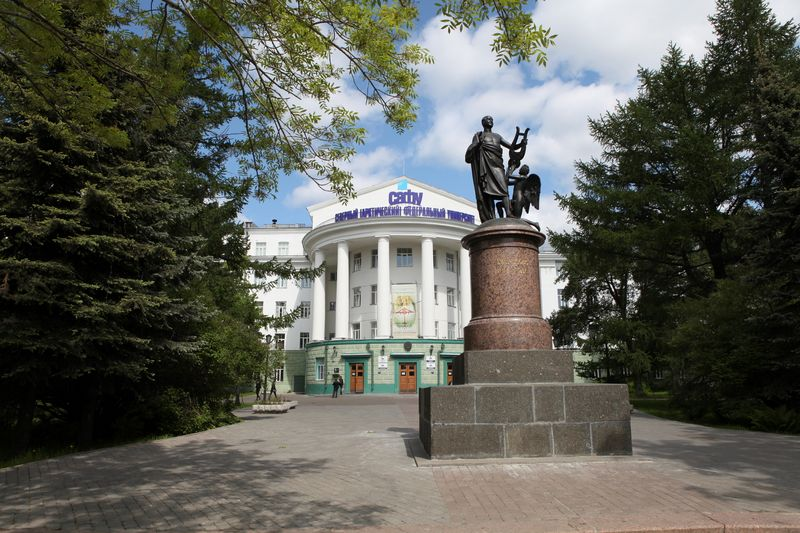 сафу
СЕВЕРНЫЙ (АРКТИЧЕСКИЙ) ФЕДЕРАЛЬНЫЙ УНИВЕРСИТЕТ